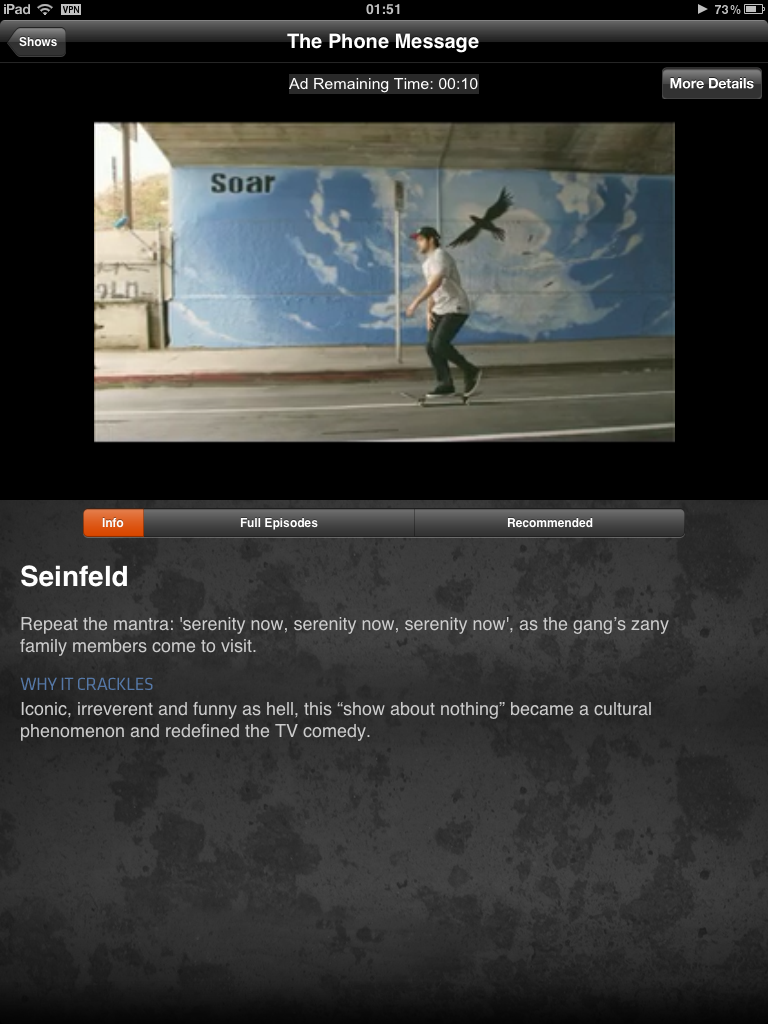 iPad VPN 01:51 73%
Shows The Phone Message
Ad Remaining Time: 00:10 More Details
Soar
Info Full Episodes Recommended
Seinfeld
Repeat the mantra: 'serenity now, serenity now, serenity now', as the gang’s zany
family members come to visit.
WHY IT CRACKLES
Iconic, irreverent and funny as hell, this “show about nothing” became a cultural
phenomenon and redefined the TV comedy.